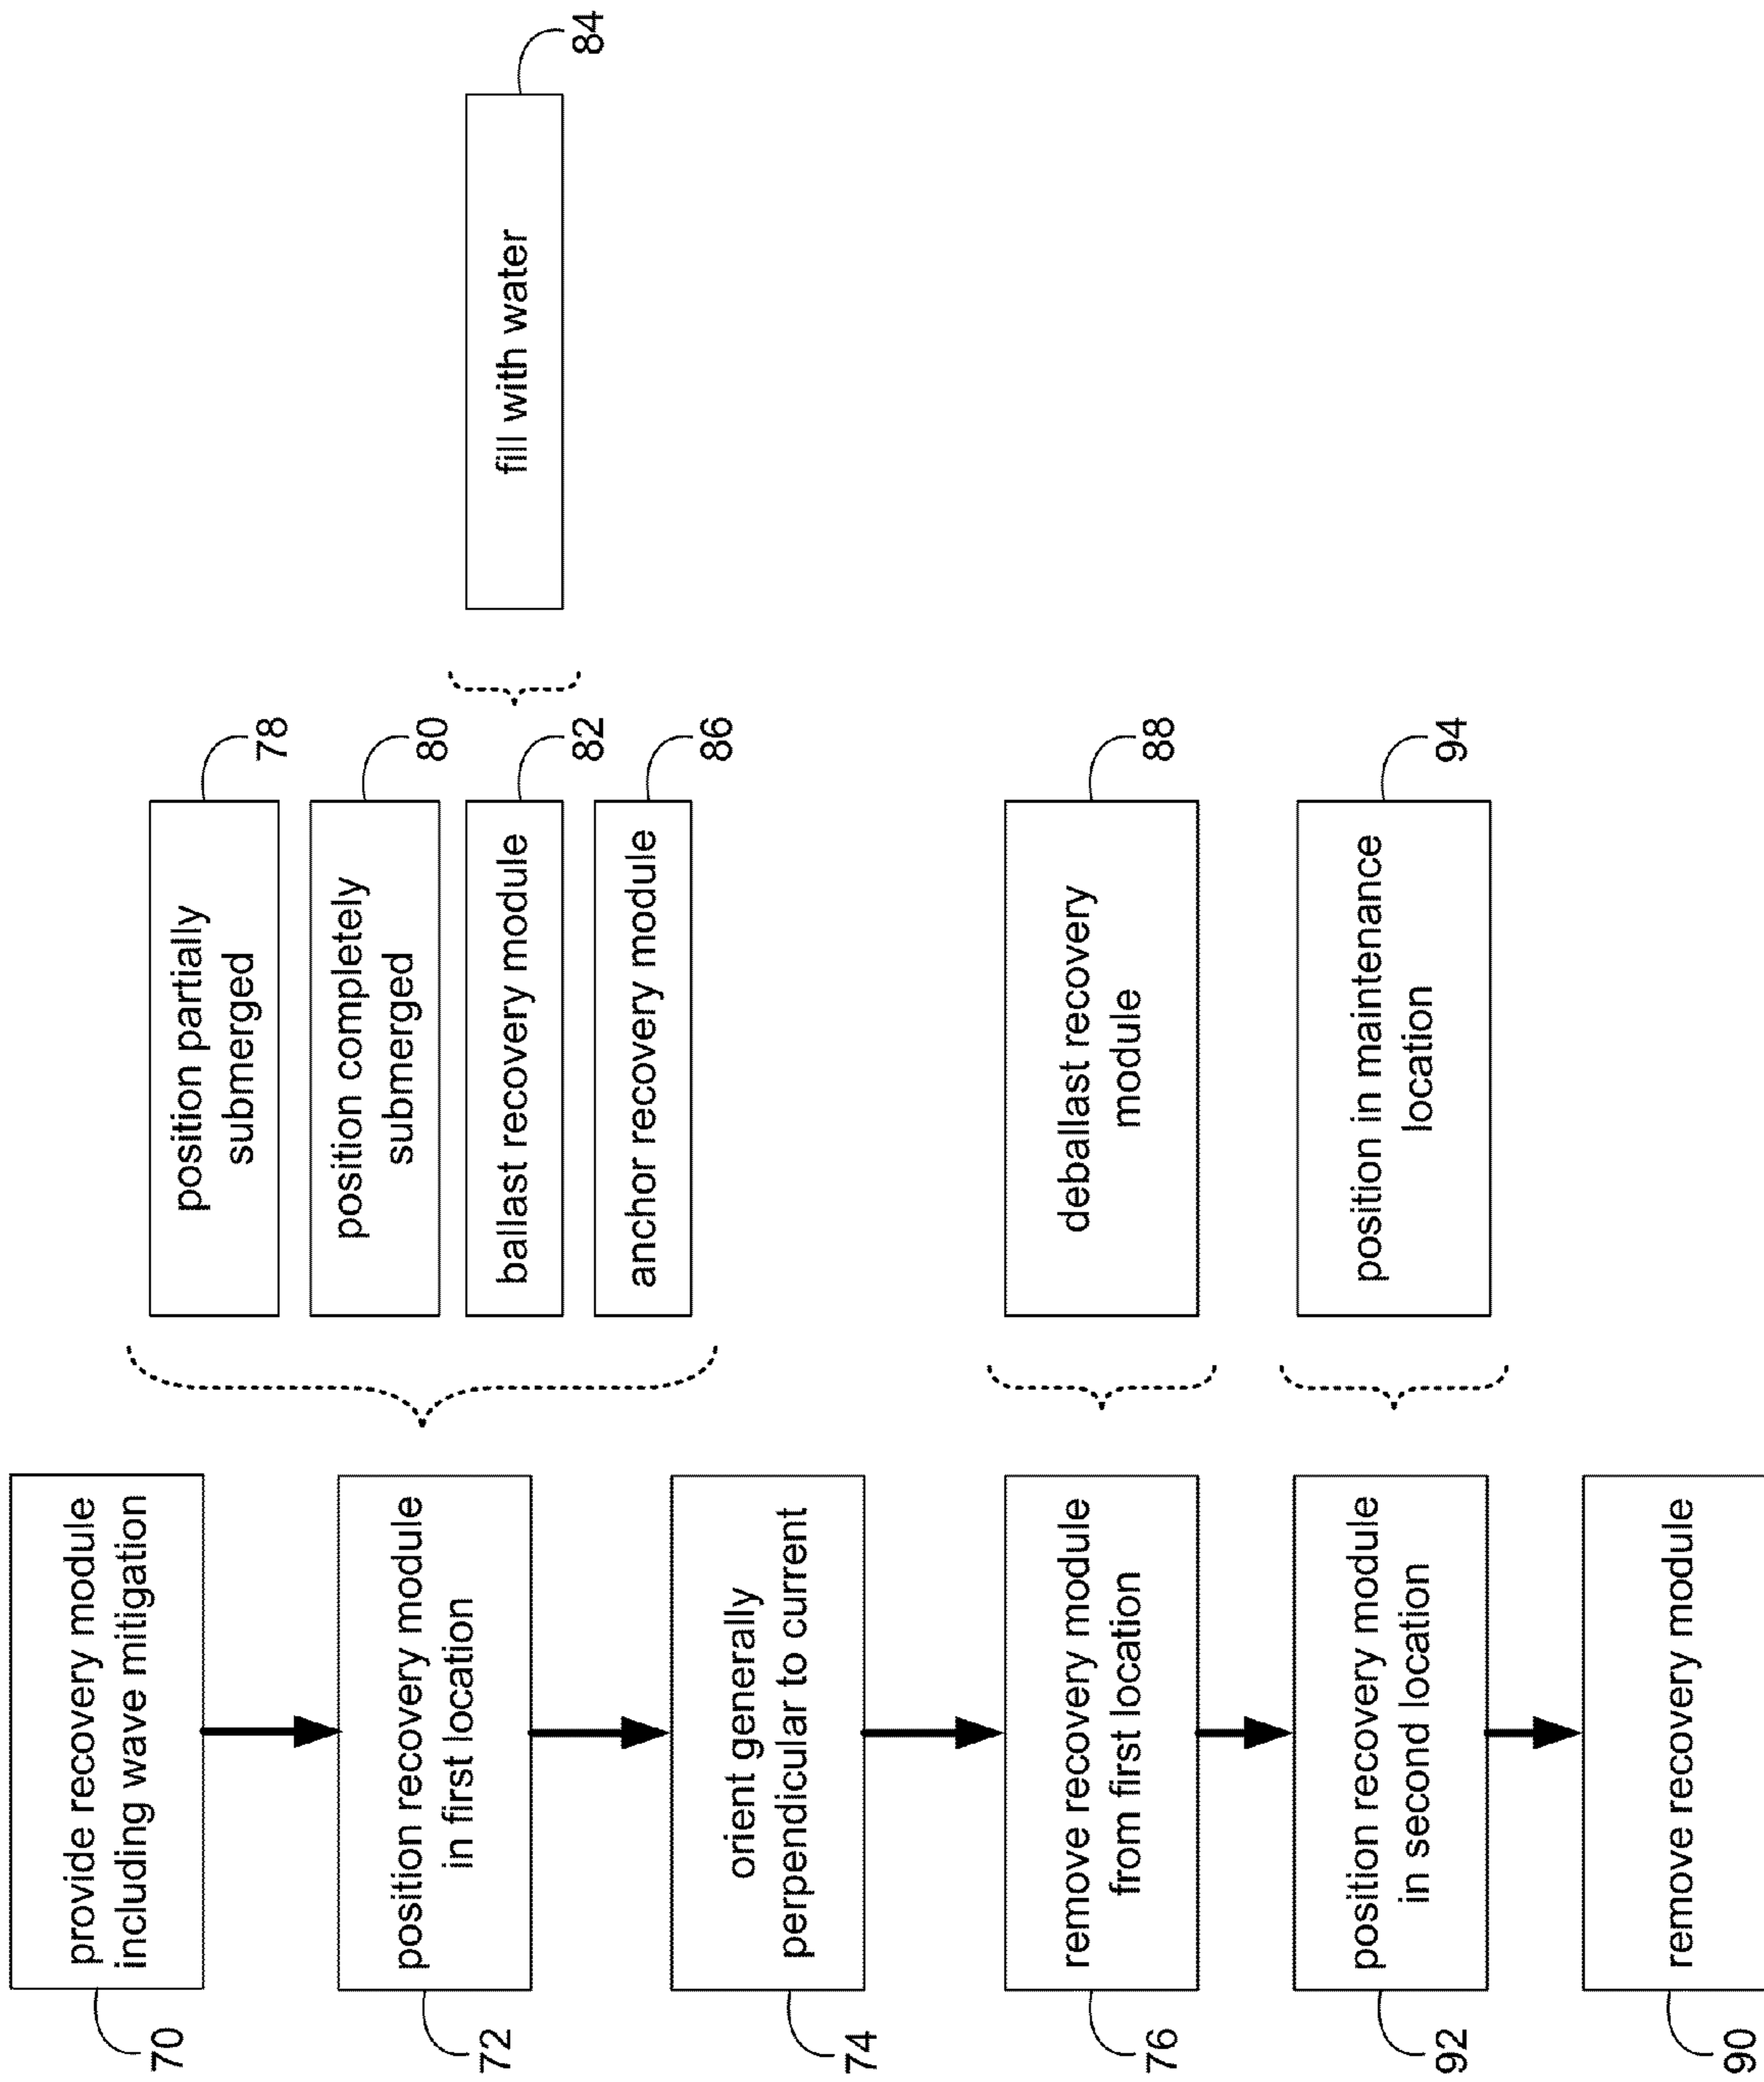 70
provide recovery module
including wave mitigation
72
position recovery module
in first location
position partially
submerged
78
position completely
submerged
80
ballast recovery module
82
fill with water
84
anchor recovery module
86
74
orient generally
perpendicular to current
76
remove recovery module
from first location
deballast recovery
module
88
92
position recovery module
in second location
position in maintenance
location
94
90
remove recovery module